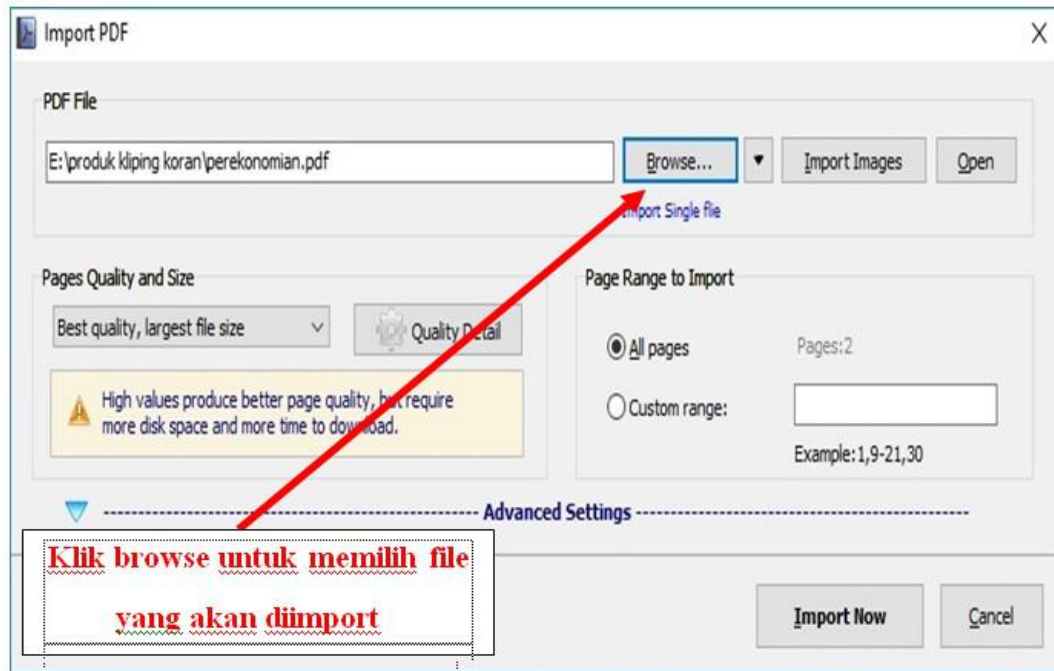 Import PDF
X
PDF File
E:\produk kliping koran\perekonomian.pdf
Browse...
Import Images
Open
Import Single file
Pages Quality and Size
Page Range to Import
Best quality, largest file size
Quality Detail
All pages
Pages:2
High values produce better page quality, but require
more disk space and more time to download.
Custom range:
Example:1,9-21,30
Advanced Settings
Klik browse untuk memilih file
yang akan diimport
Import Now
Cancel